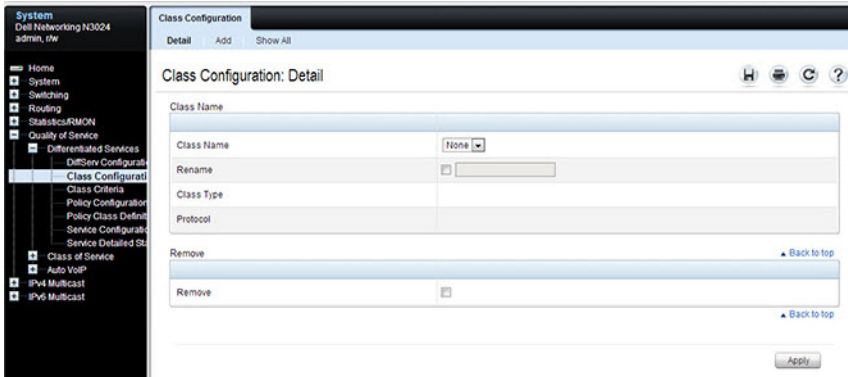 System
Dell Networking N3024
admin, r/w
Home
System
Switching
Routing
Statistics/RMON
Quality of Service
Differentiated Services
DiffServ Configurati
Class Configurati
Class Criteria
Policy Configuration
Policy Class Definit
Service Configuratio
Service Detailed Sta
Class of Service
Auto VoIP
IPv4 Multicast
IPv6 Multicast
Class Configuration
Detail Add Show All
Class Configuration: Detail
Class Name
Class Name None
Rename
Class Type
Protocol
Remove Back to top
Remove
Back to top
Apply